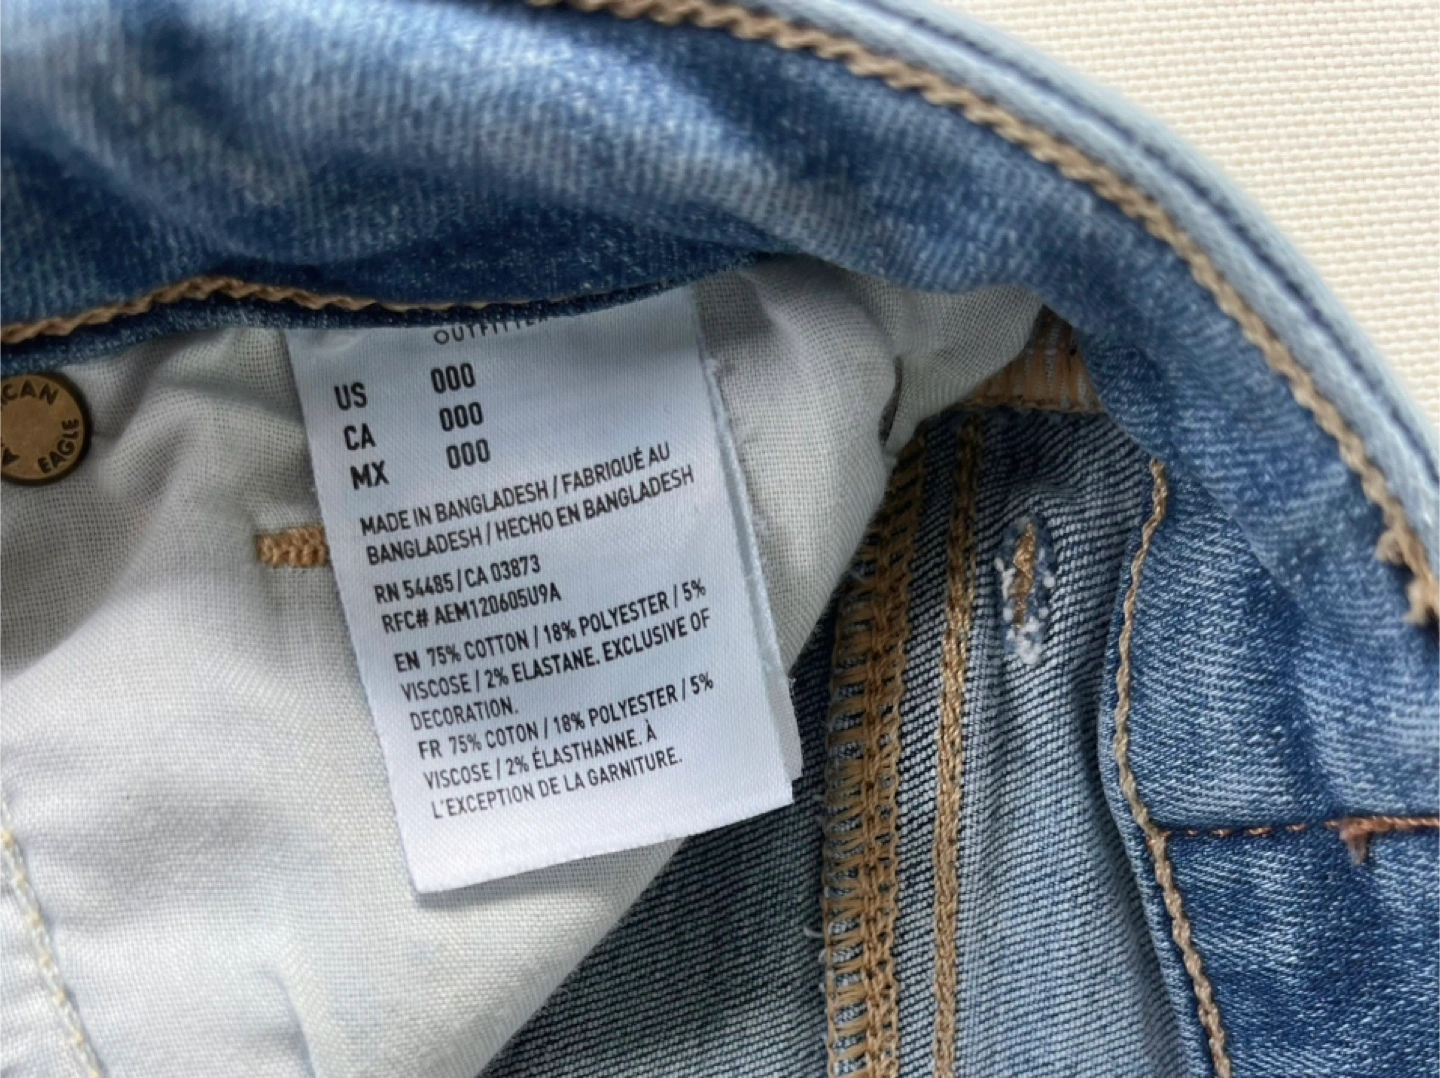 OUTFITTE
US 000
CA 000
MX 000
MADE IN BANGLADESH / FABRIQUÉ AU
BANGLADESH / HECHO EN BANGLADESH
RN 54485 / CA 03873
RFC# AEM120605U9A
EN 75% COTTON / 18% POLYESTER / 5%
VISCOSE / 2% ELASTANE. EXCLUSIVE OF
DECORATION.
FR 75% COTON / 18% POLYESTER / 5%
VISCOSE / 2% ÉLASTHANNE. À
L'EXCEPTION DE LA GARNITURE.
ICAN
EAGLE